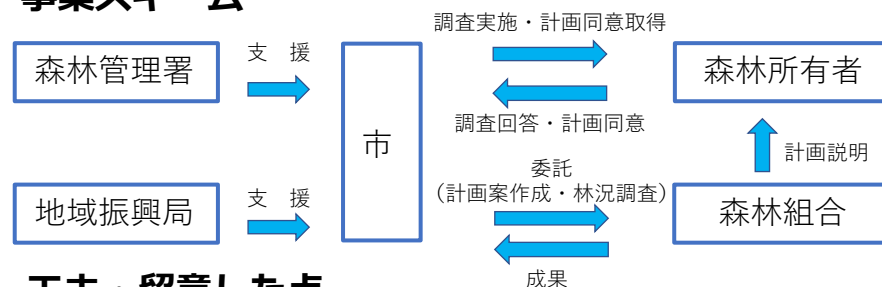 事業スキーム
調査実施・計画同意取得
森林管理署
支 援
森林所有者
調査回答・計画同意
市
計画説明
委託
(計画案作成・林況調査)
地域振興局
支 援
森林組合
成果
工夫・留意した点